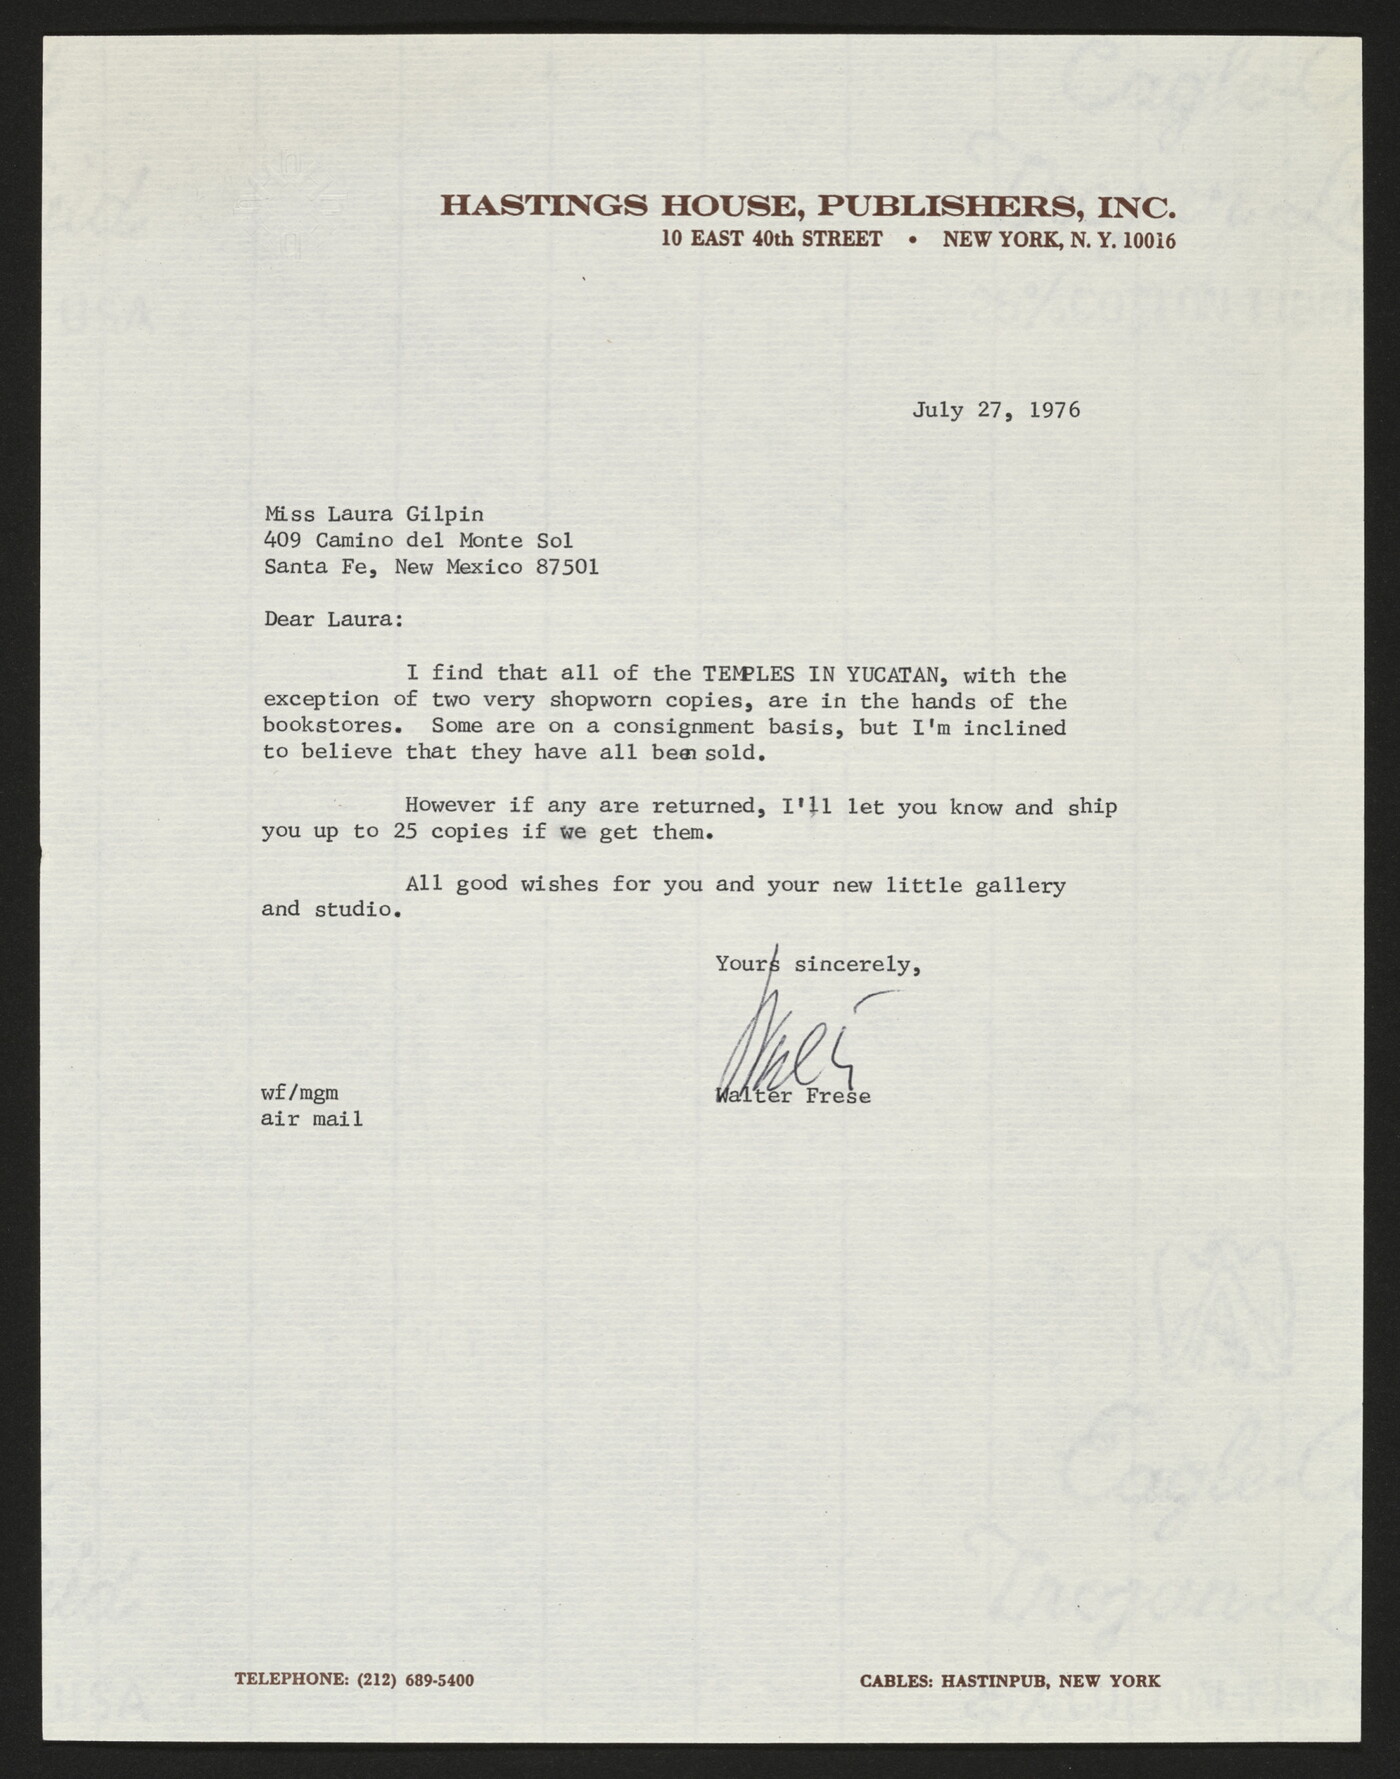 HASTINGS HOUSE, PUBLISHERS, INC.
10 EAST 40th STREET • NEW YORK, N. Y. 10016
July 27, 1976
Miss Laura Gilpin
409 Camino del Monte Sol
Santa Fe, New Mexico 87501
Dear Laura:
I find that all of the TEMPLES IN YUCATAN, with the
exception of two very shopworn copies, are in the hands of the
bookstores. Some are on a consignment basis, but I'm inclined
to believe that they have all been sold.
However if any are returned, I'll let you know and ship
you up to 25 copies if we get them.
All good wishes for you and your new little gallery
and studio.
Yours sincerely,
Walter
Walter Frese
wf/mgm
air mail
Eagle-
Trojan
USA
TELEPHONE: (212) 689-5400
CABLES: HASTINPUB, NEW YORK